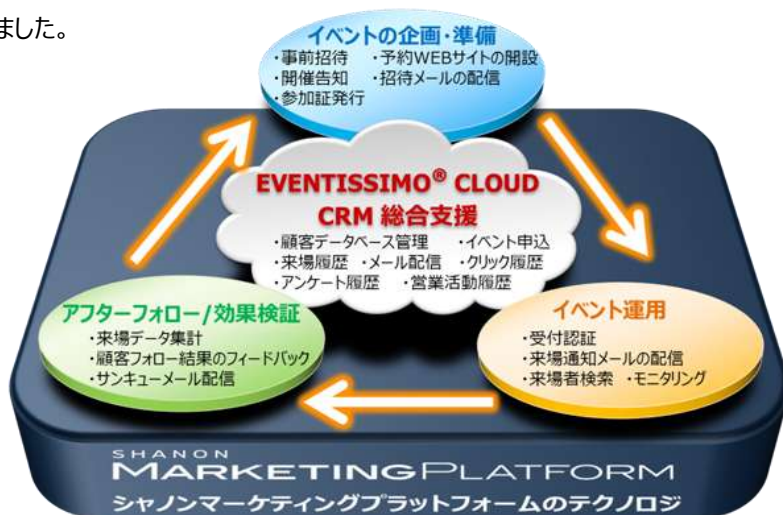 ました。
イベントの企画・準備
・事前招待 ・予約WEBサイトの開設
・開催告知 ・招待メールの配信
・参加証発行
EVENTISSIMO® CLOUD
CRM 総合支援
・顧客データベース管理 ・イベント申込
・来場履歴 ・メール配信 ・クリック履歴
・アンケート履歴 ・営業活動履歴
アフターフォロー/効果検証
・来場データ集計
・顧客フォロー結果のフィードバック
・サンキューメール配信
イベント運用
・受付認証
・来場通知メールの配信
・来場者検索 ・モニタリング
SHANON
MARKETINGPLATFORM
シャノンマーケティングプラットフォームのテクノロジ